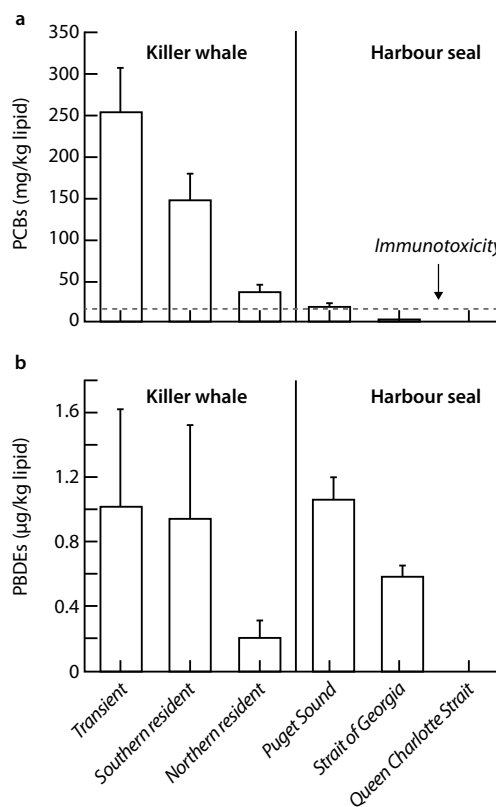 a
Killer whale
Harbour seal
PCBs (mg/kg lipid)
350
300
250
200
150
100
50
0
Immunotoxicity
b
Killer whale
Harbour seal
PBDEs (µg/kg lipid)
1.6
1.2
0.8
0.4
0
Transient
Southern resident
Northern resident
Puget Sound
Strait of Georgia
Queen Charlotte Strait